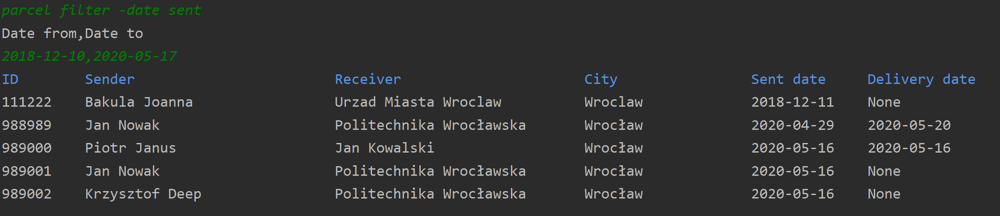 parcel filter -date sent
Date from,Date to
2018-12-10,2020-05-17
ID Sender Receiver City Sent date Delivery date
111222 Bakula Joanna Urzad Miasta Wroclaw Wroclaw 2018-12-11 None
988989 Jan Nowak Politechnika Wrocławska Wrocław 2020-04-29 2020-05-20
989000 Piotr Janus Jan Kowalski Wrocław 2020-05-16 2020-05-16
989001 Jan Nowak Politechnika Wrocławska Wrocław 2020-05-16 None
989002 Krzysztof Deep Politechnika Wrocławska Wrocław 2020-05-16 None